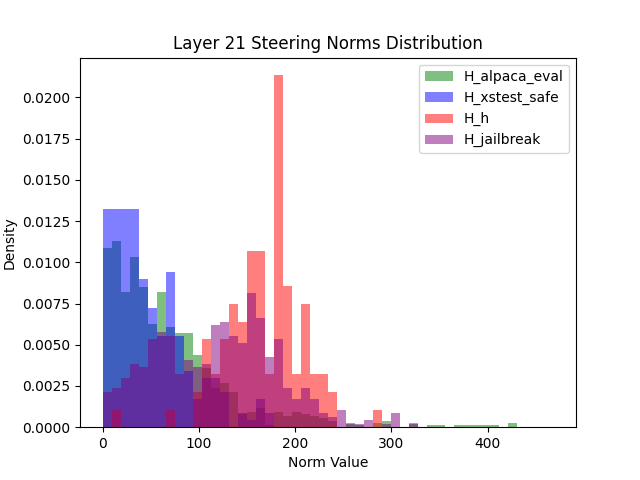 Layer 21 Steering Norms Distribution
H_alpaca_eval
H_xstest_safe
H_h
H_jailbreak
Density
0.0200
0.0175
0.0150
0.0125
0.0100
0.0075
0.0050
0.0025
0.0000
0 100 200 300 400
Norm Value